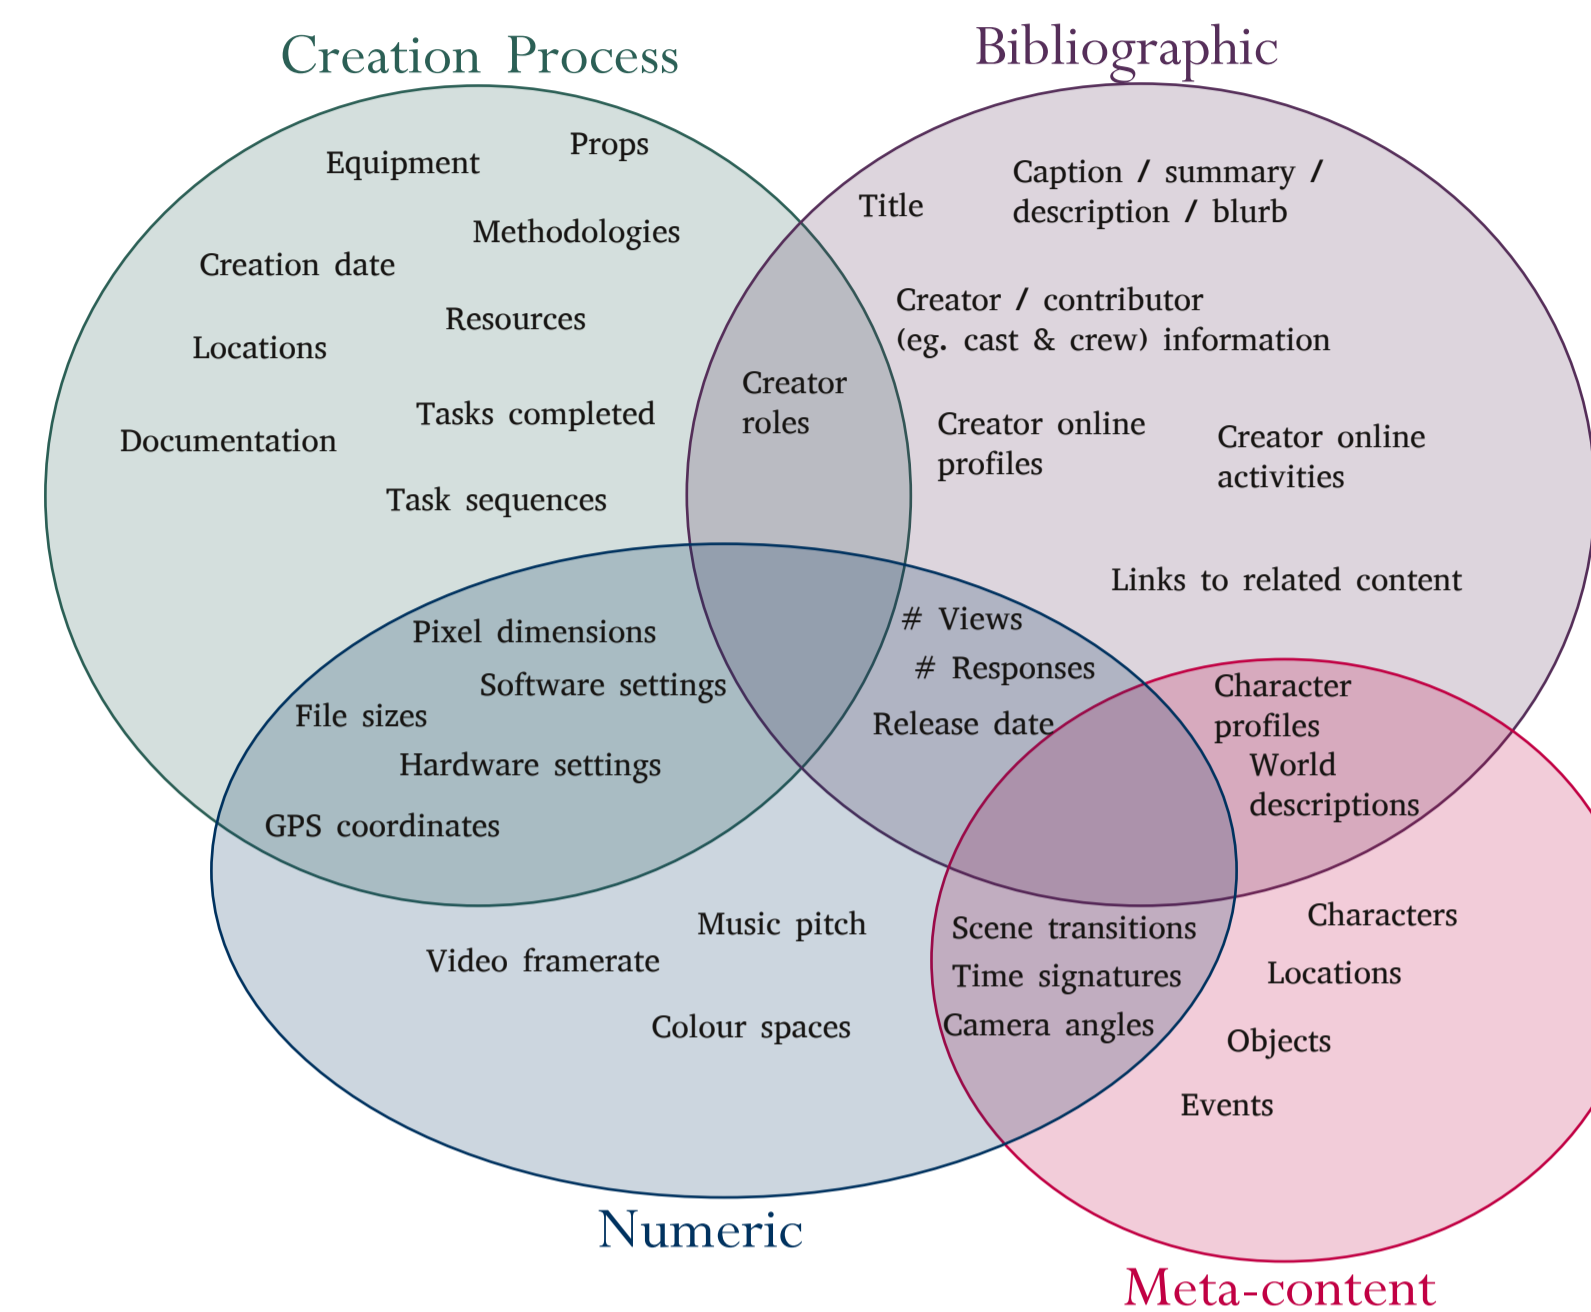 Creation Process
Bibliographic
Props
Equipment
Methodologies
Creation date
Resources
Locations
Tasks completed
Documentation
Task sequences
Title
Caption / summary /
description / blurb
Creator / contributor
(eg. cast & crew) information
Creator
roles
Creator online
profiles
Creator online
activities
Links to related content
Pixel dimensions
Software settings
File sizes
Hardware settings
GPS coordinates
# Views
# Responses
Release date
Character
profiles
World
descriptions
Music pitch
Video framerate
Colour spaces
Scene transitions
Time signatures
Camera angles
Characters
Locations
Objects
Events
Numeric
Meta-content